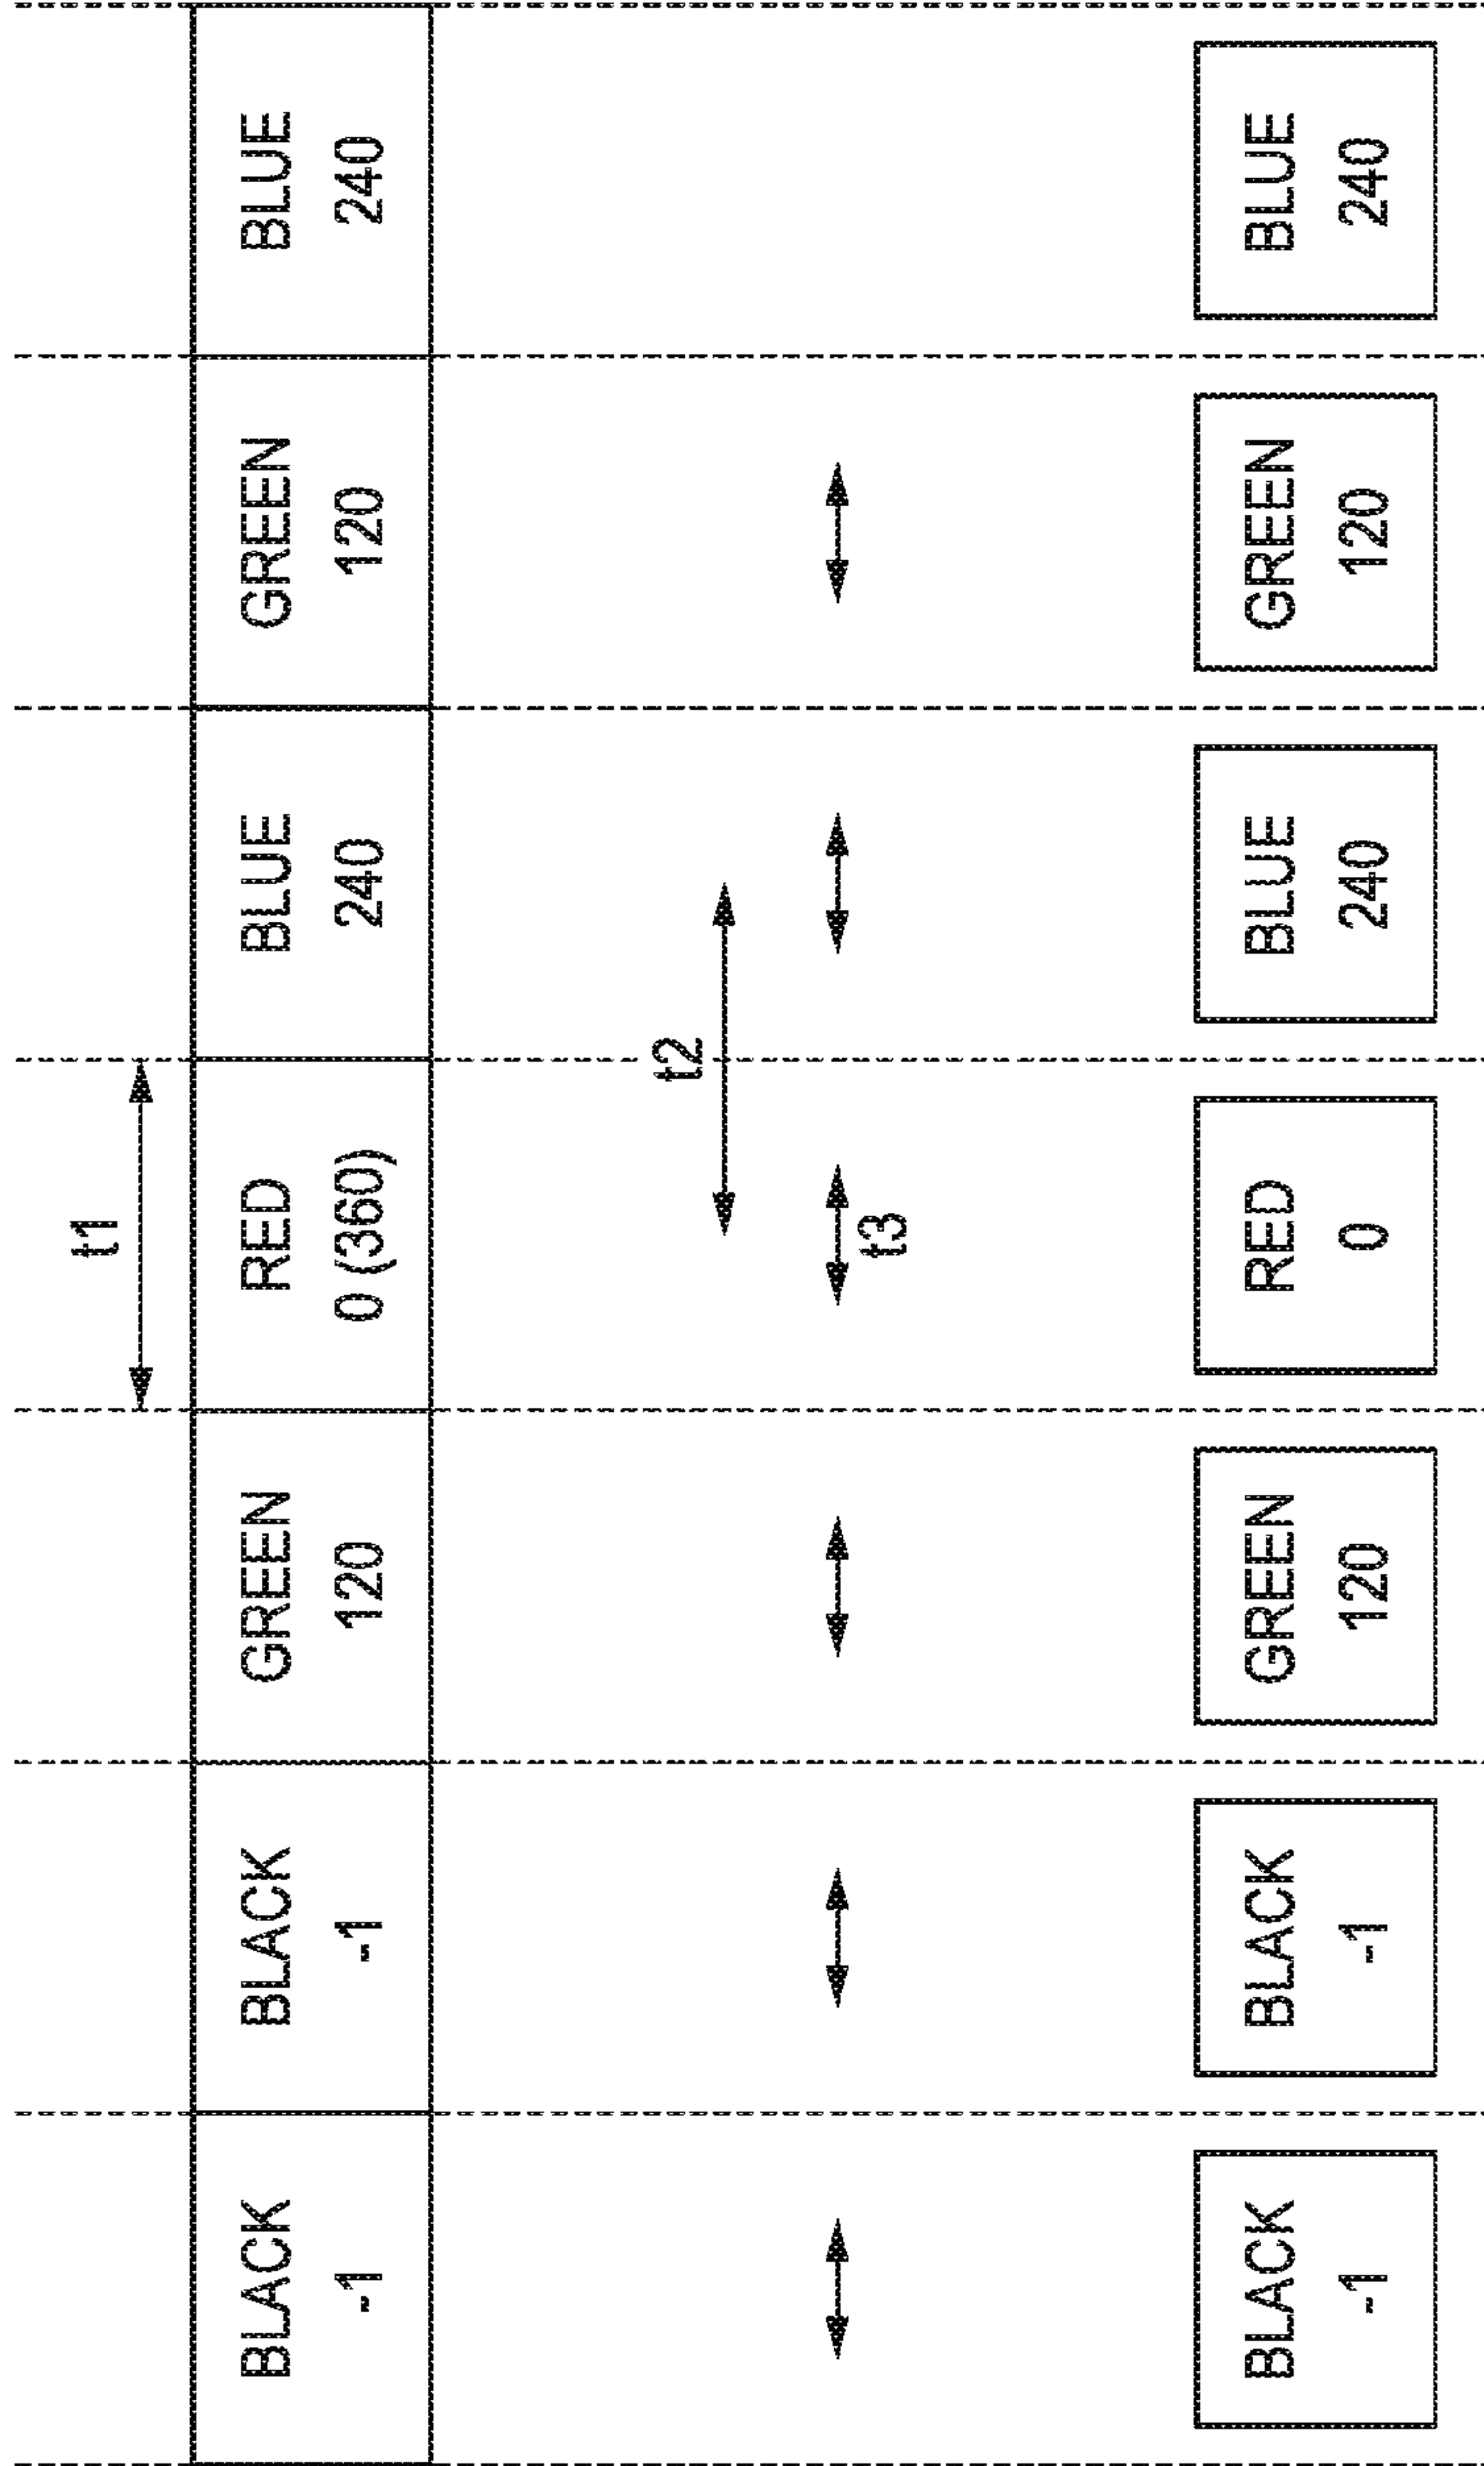 t1
BLACK BLACK GREEN RED BLUE GREEN BLUE
-1 -1 120 0 (360) 240 120 240
t2
t3
BLACK BLACK GREEN RED BLUE GREEN BLUE
-1 -1 120 0 240 120 240